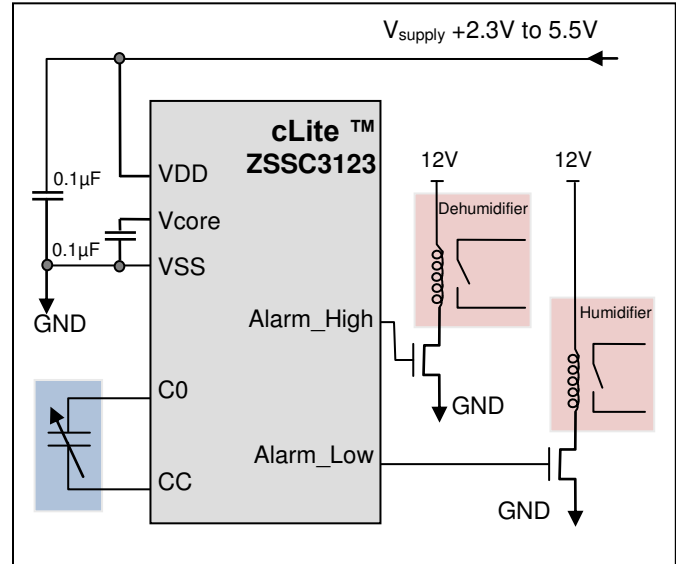 Vsupply +2.3V to 5.5V
cLite ™
ZSSC3123
12V
12V
0.1µF
VDD
Dehumidifier
Vcore
0.1µF
VSS
Humidifier
GND
Alarm_High
C0
GND
Alarm_Low
CC
GND